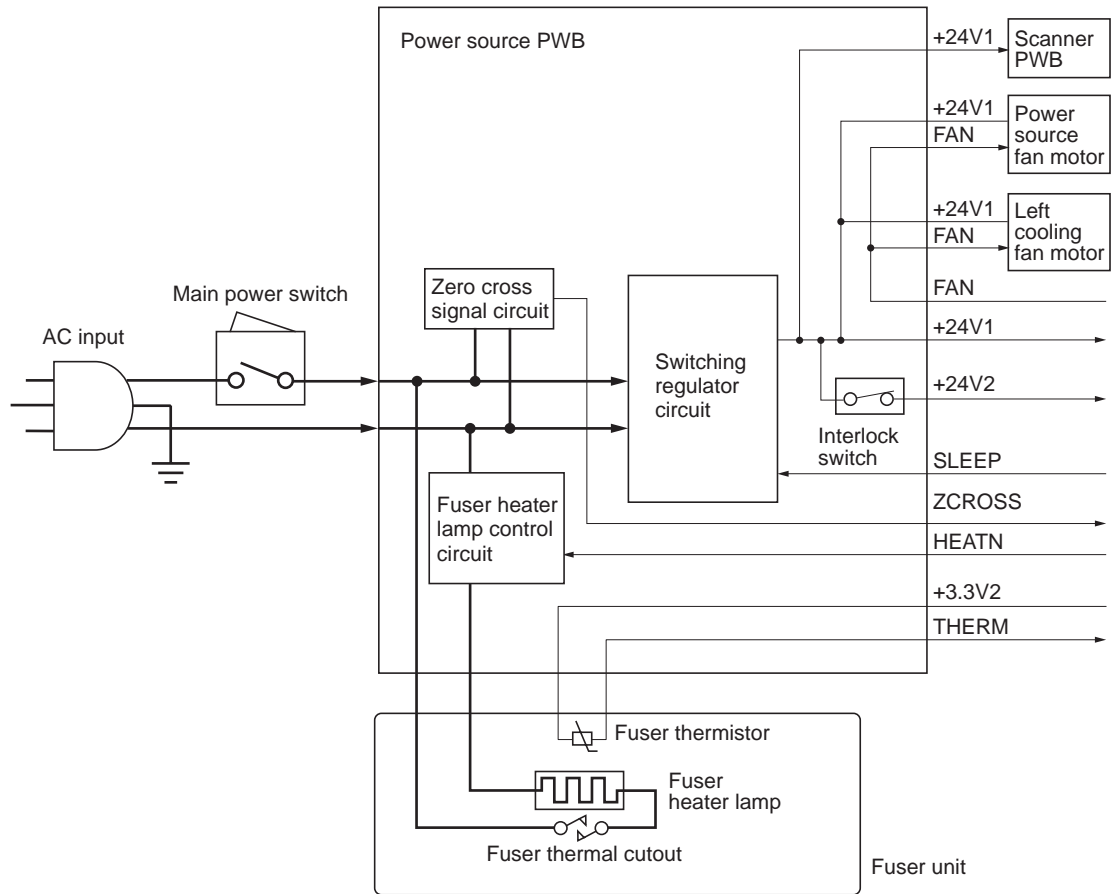 Power source PWB
+24V1
Scanner
PWB
+24V1
FAN
Power
source
fan motor
+24V1
FAN
Left
cooling
fan motor
FAN
+24V1
+24V2
Interlock
switch
SLEEP
ZCROSS
HEATN
+3.3V2
THERM
Main power switch
AC input
Zero cross
signal circuit
Switching
regulator
circuit
Fuser heater
lamp control
circuit
Fuser thermistor
Fuser
heater lamp
Fuser thermal cutout
Fuser unit